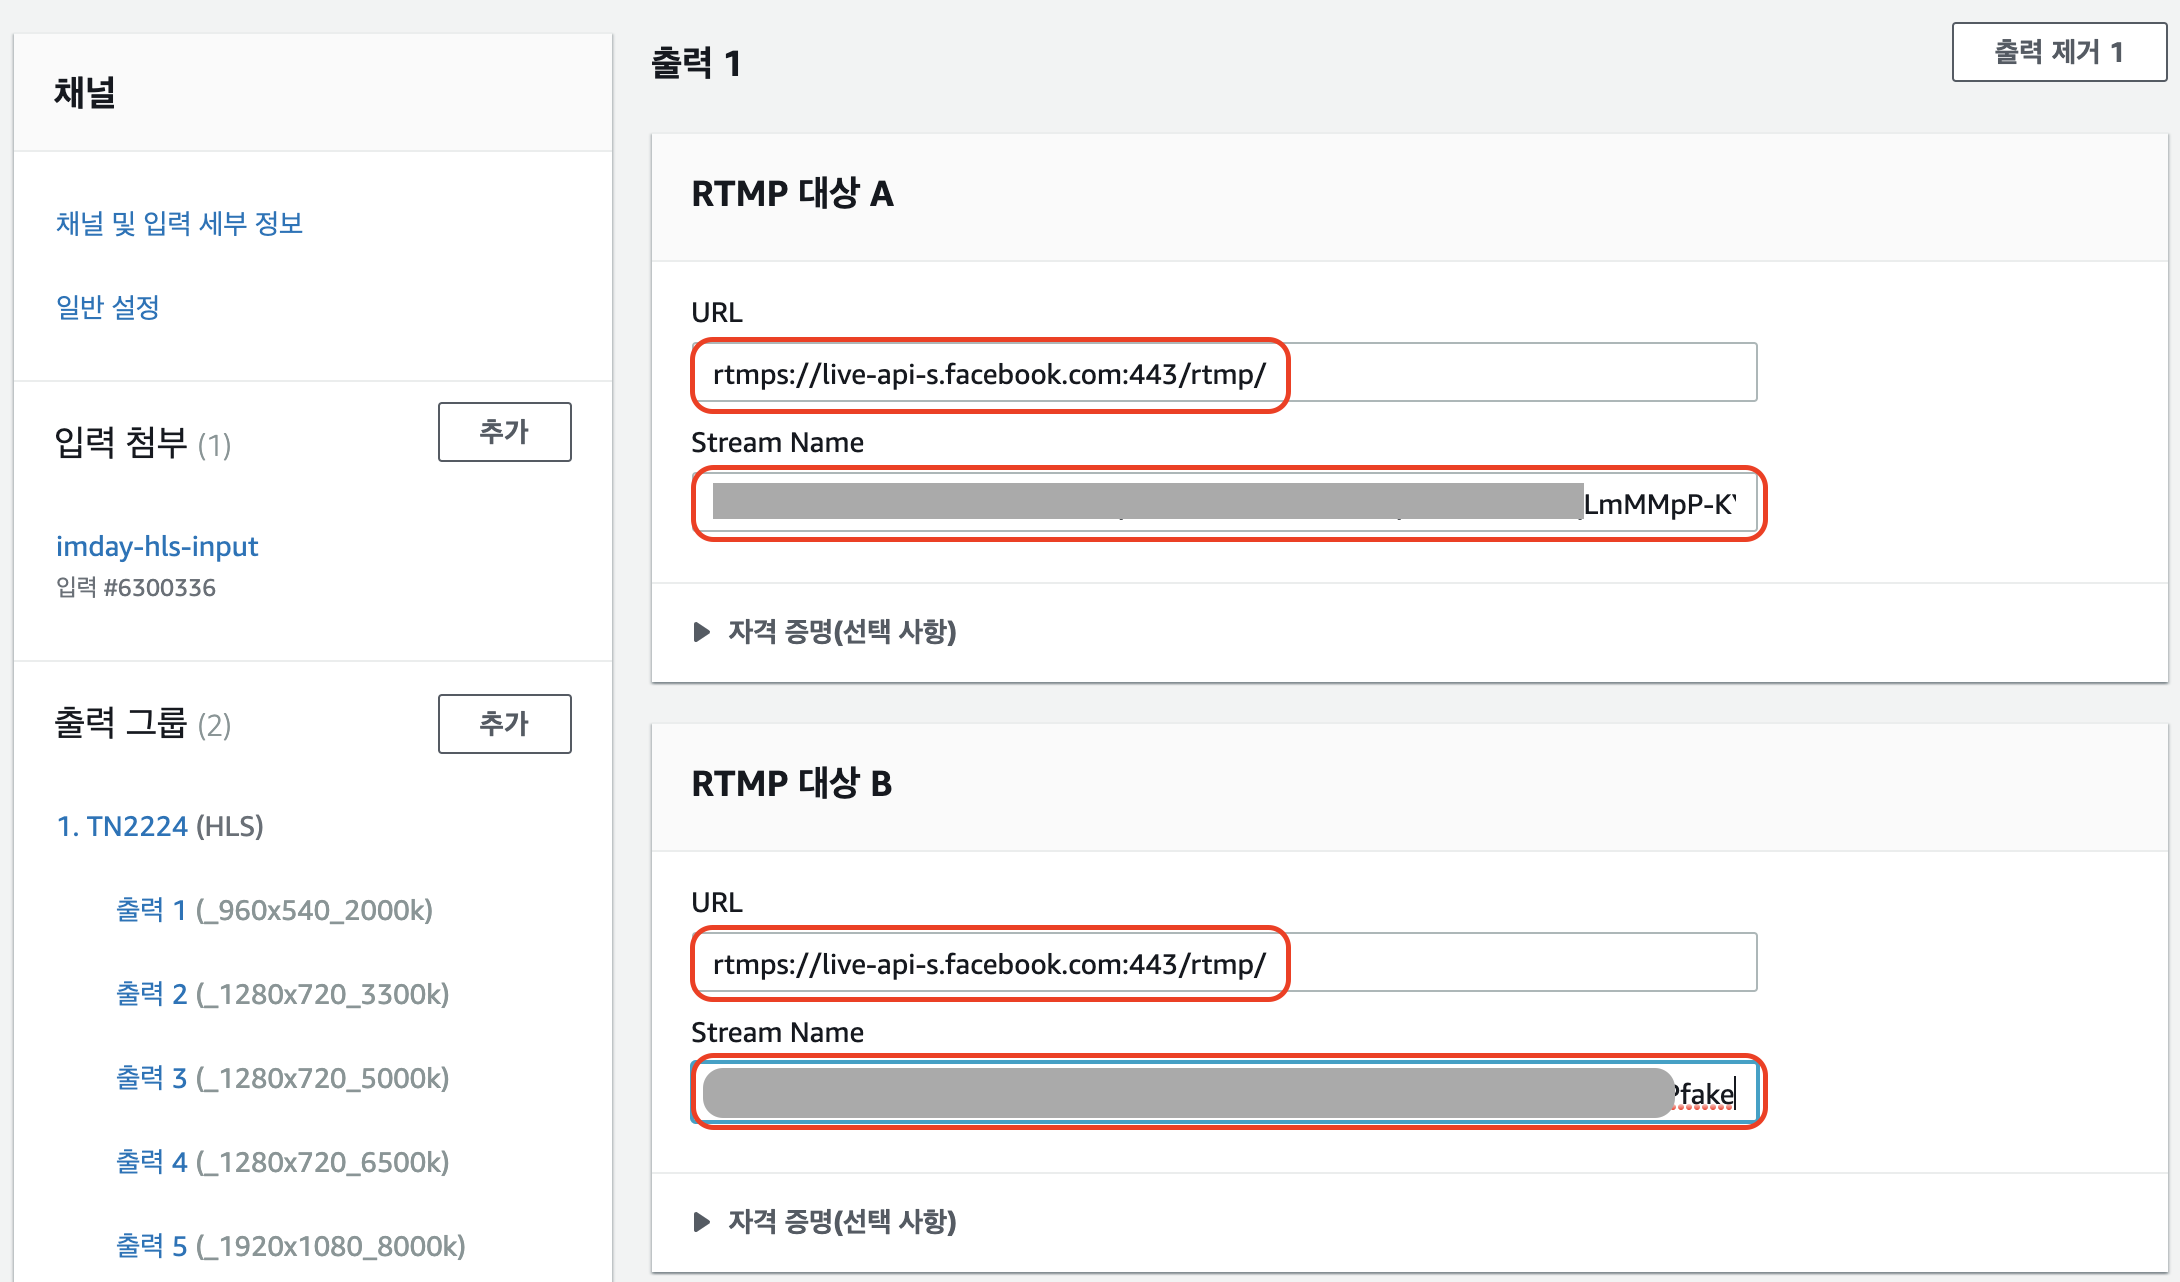 채널
채널 및 입력 세부 정보
일반 설정
입력 첨부 (1)
추가
imday-hls-input
입력 #6300336
출력 그룹 (2)
추가
1. TN2224 (HLS)
출력 1 (_960x540_2000k)
출력 2 (_1280x720_3300k)
출력 3 (_1280x720_5000k)
출력 4 (_1280x720_6500k)
출력 5 (_1920x1080_8000k)
출력 1
출력 제거 1
RTMP 대상 A
URL
rtmps://live-api-s.facebook.com:443/rtmp/
Stream Name
LmMMpP-K
자격 증명(선택 사항)
RTMP 대상 B
URL
rtmps://live-api-s.facebook.com:443/rtmp/
Stream Name
fake
자격 증명(선택 사항)